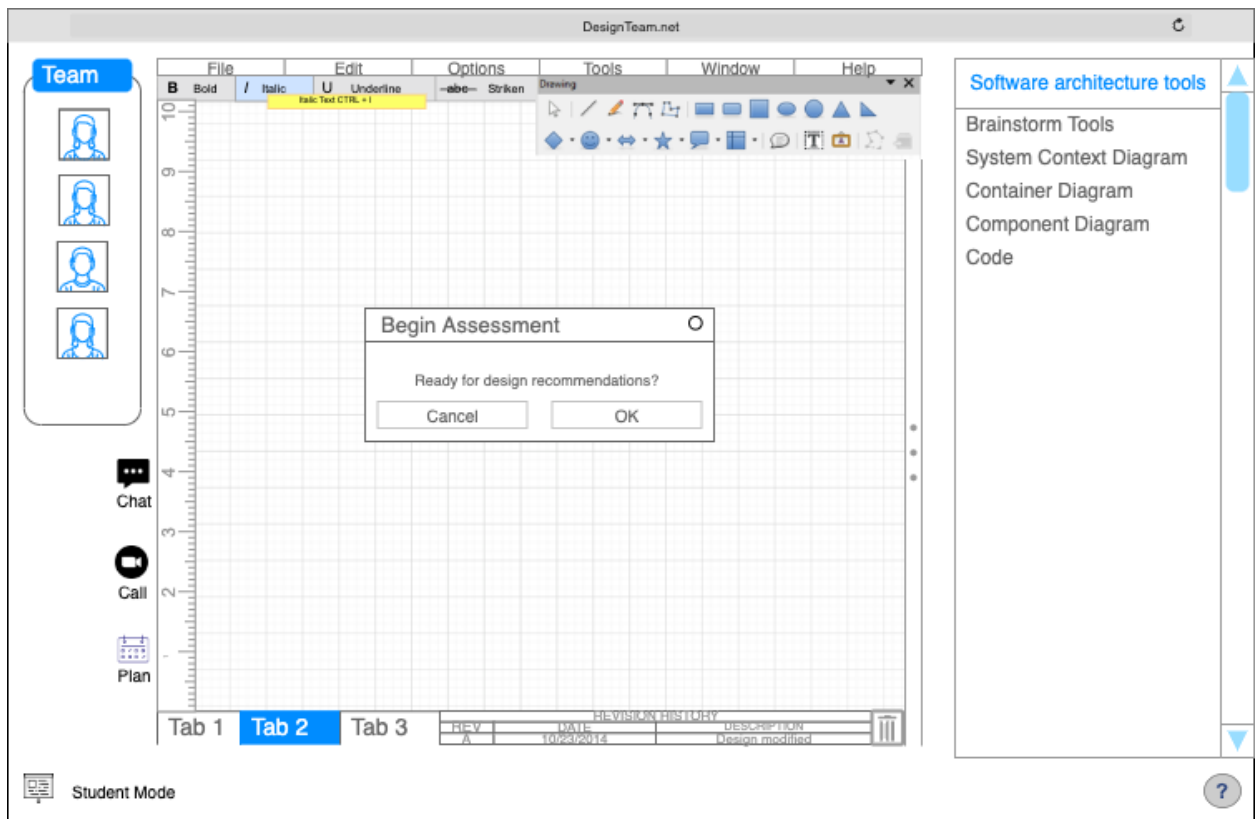 DesignTeam.net
Team
File Edit Options Tools Window Help
B Bold I Italic U Underline abc Striken
Italic Text CTRL + I
Drawing
T
10
9
8
7
6
5
4
3
2
Begin Assessment
Ready for design recommendations?
Cancel OK
Chat
Call
Plan
Tab 1 Tab 2 Tab 3
REVISION HISTORY
REV DATE DESCRIPTION
A 10/23/2014 Design modified
Software architecture tools
Brainstorm Tools
System Context Diagram
Container Diagram
Component Diagram
Code
Student Mode
?